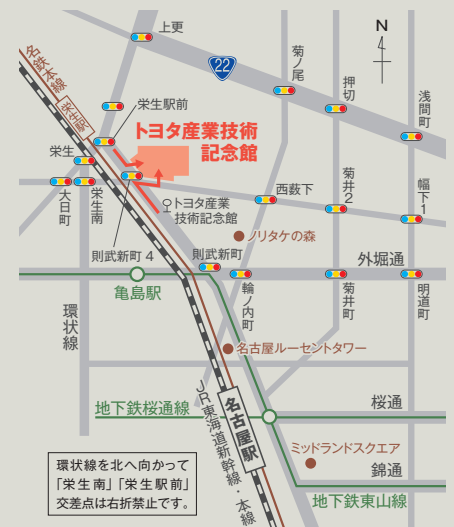 上更
N
22
菊ノ尾
押切
浅間町
名鉄本線
栄生駅
栄生駅前
トヨタ産業技術
記念館
栄生
大日町
栄生南
トヨタ産業
技術記念館
西薮下
菊井2
幅下1
ノリタケの森
則武新町4
則武新町
外堀通
亀島駅
輪ノ内町
菊井町
明道町
環状線
名古屋ルーセントタワー
地下鉄桜通線
名古屋駅
桜通
JR東海道新幹線・本線
ミッドランドスクエア
錦通
地下鉄東山線
環状線を北へ向かって
「栄生南」「栄生駅前」
交差点は右折禁止です。